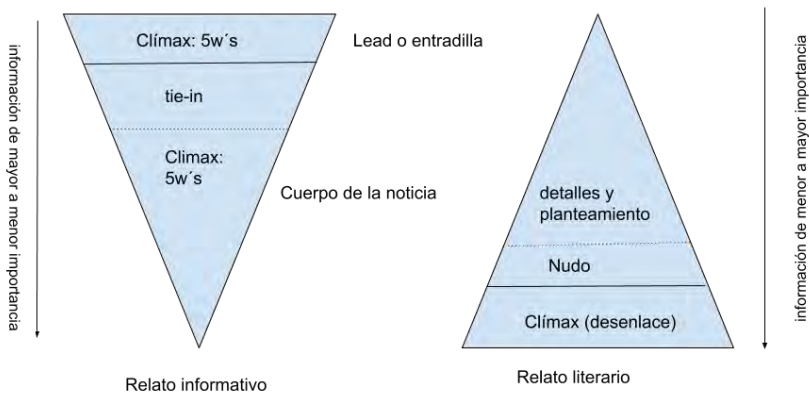 información de mayor a menor importancia
Clímax: 5w´s
Lead o entradilla
tie-in
Climax:
5w´s
Cuerpo de la noticia
Relato informativo
detalles y
planteamiento
Nudo
Clímax (desenlace)
Relato literario
información de menor a mayor importancia